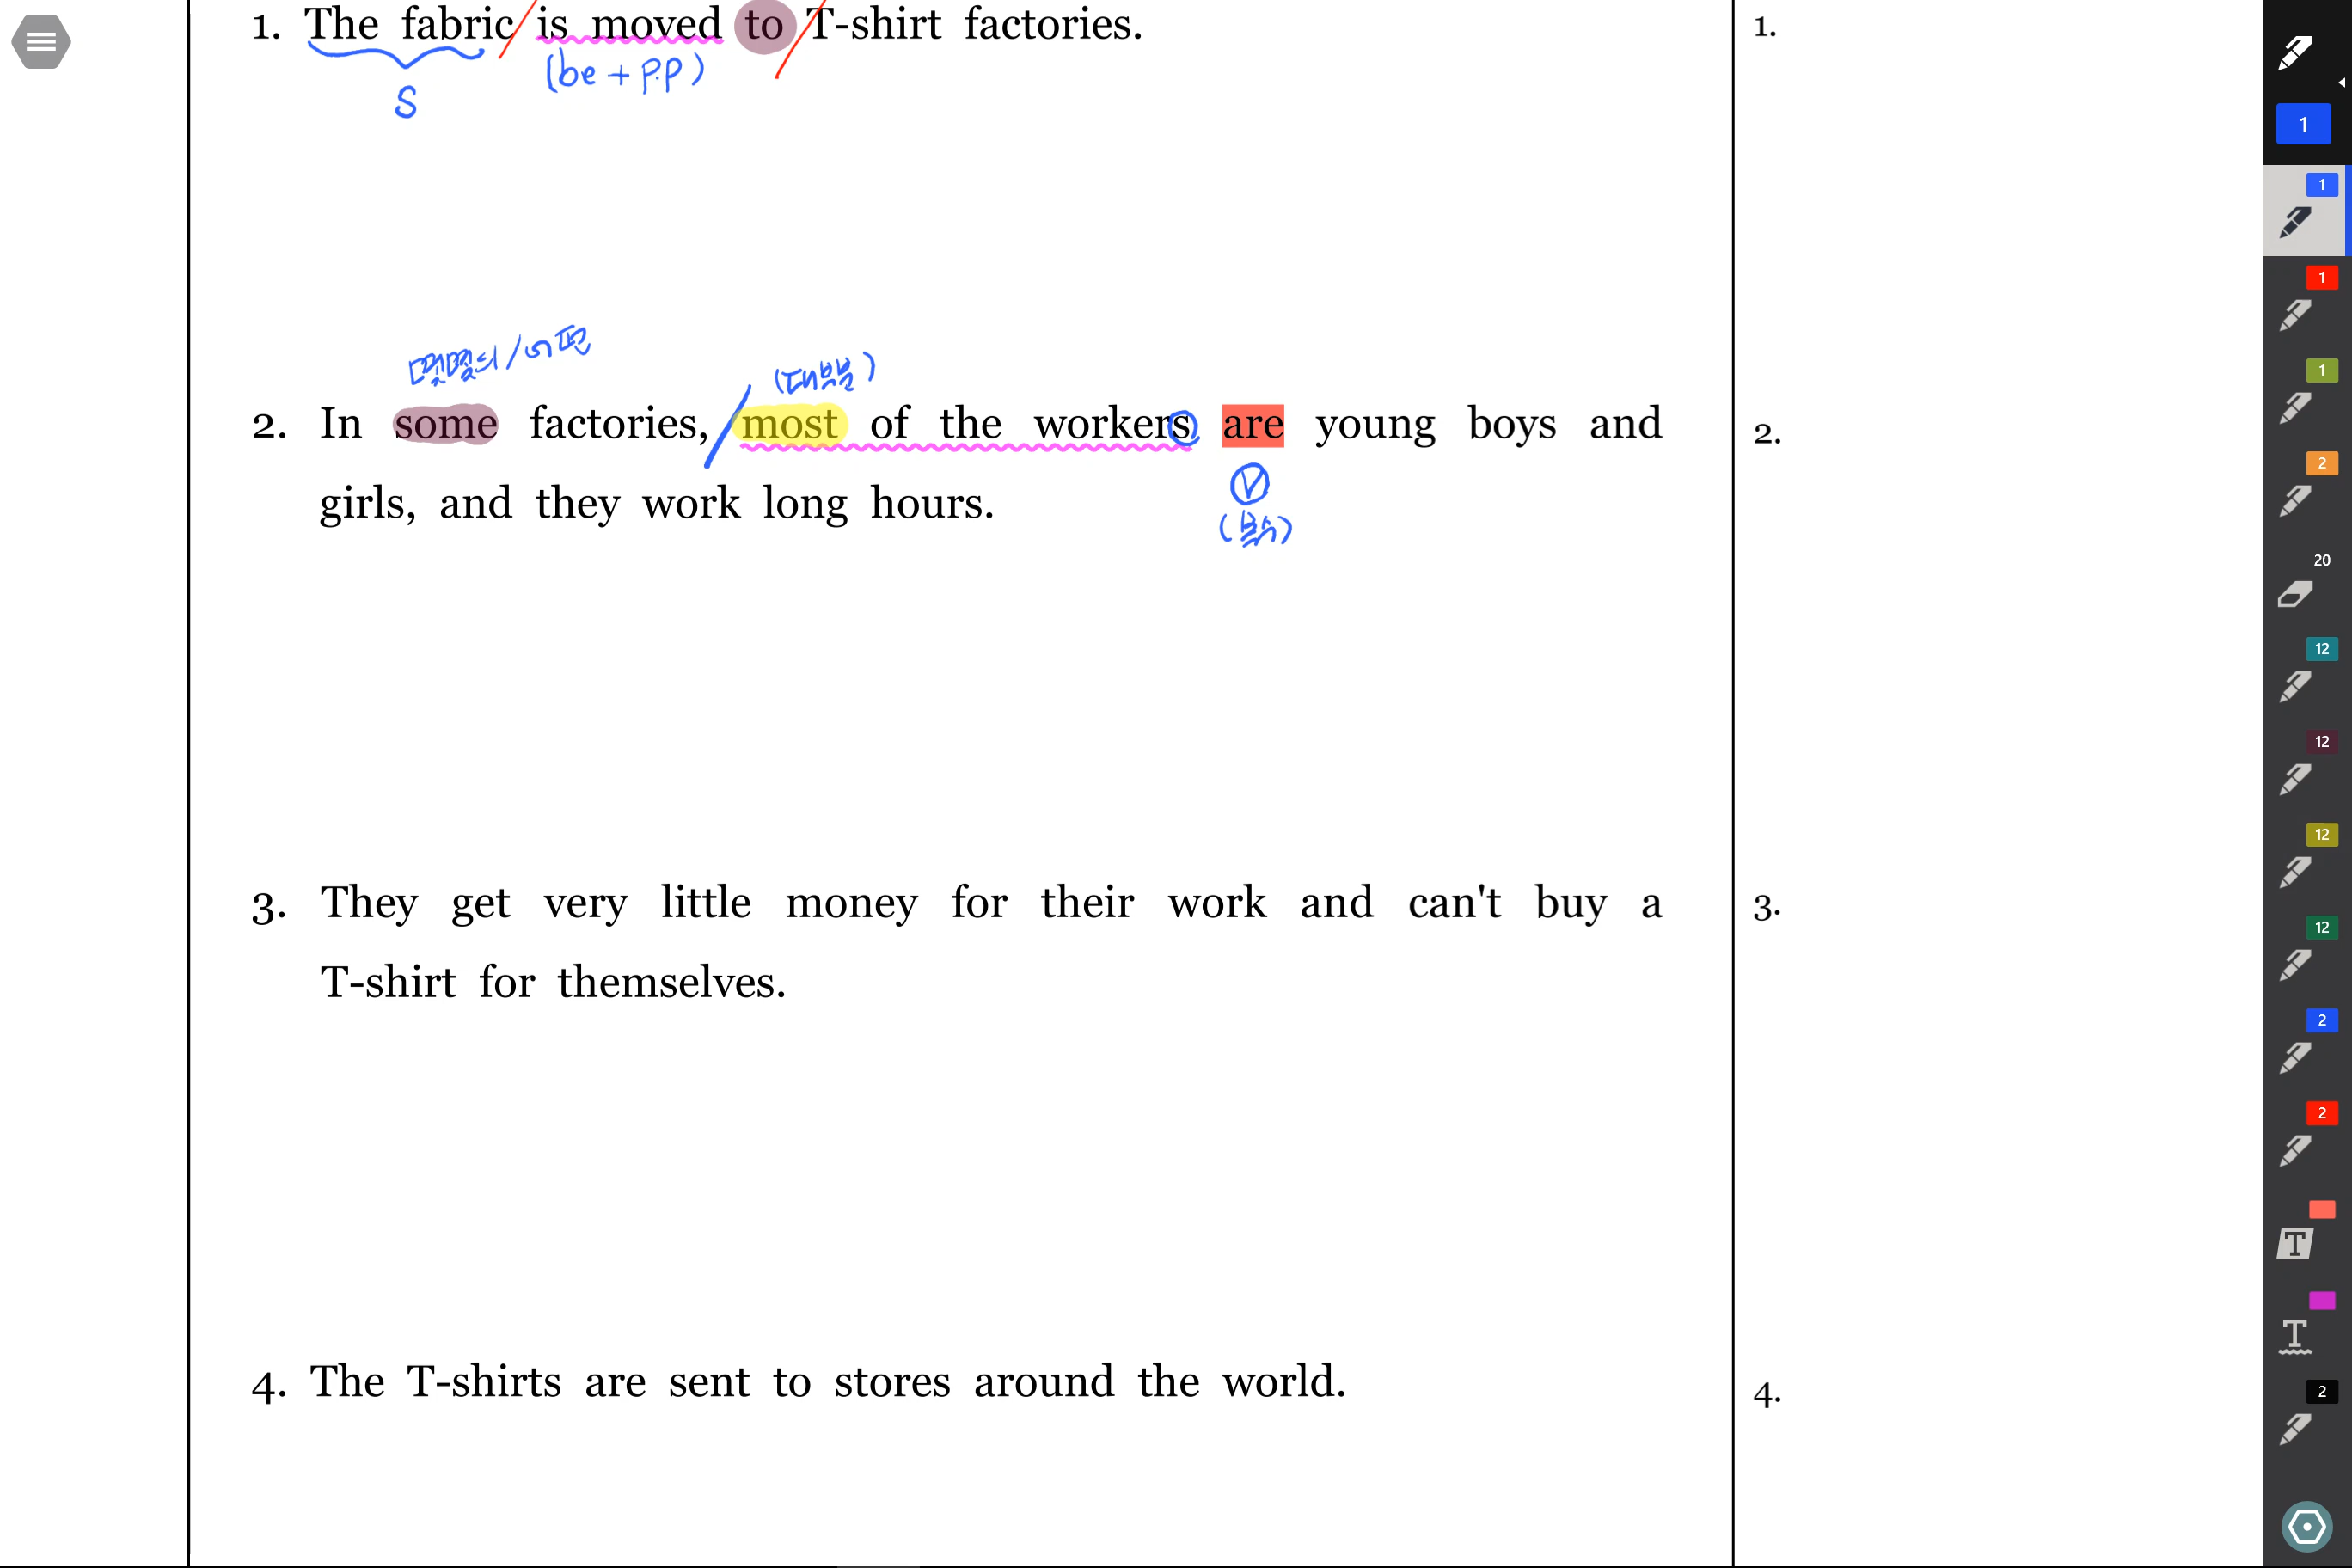 1. The fabric / is moved to / T-shirt factories.
1.
(be + P.P)
S
몇몇의 / 어떤
(대부분)
2. In some factories, / most of the workers are young boys and
2.
girls, and they work long hours.
V
(복수)
3. They get very little money for their work and can't buy a
3.
T-shirt for themselves.
4. The T-shirts are sent to stores around the world.
4.
1
1
1
1
2
20
12
12
12
12
2
2
T
T
2